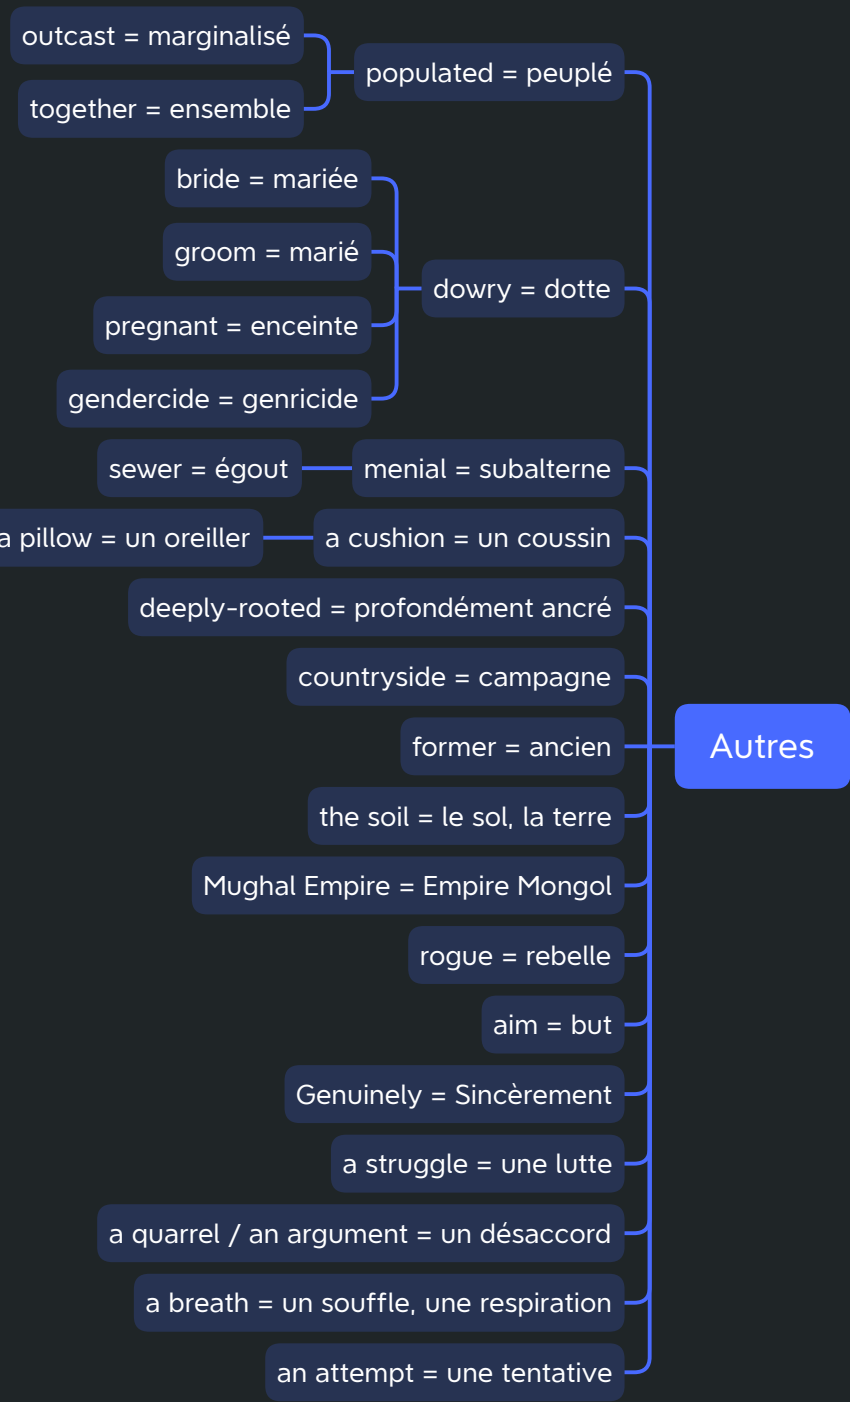 outcast = marginalisé
populated = peuplé
together = ensemble
bride = mariée
groom = marié
dowry = dotte
pregnant = enceinte
gendercide = genricide
sewer = égout
menial = subalterne
a pillow = un oreiller
a cushion = un coussin
deeply-rooted = profondément ancré
countryside = campagne
former = ancien
Autres
the soil = le sol, la terre
Mughal Empire = Empire Mongol
rogue = rebelle
aim = but
Genuinely = Sincèrement
a struggle = une lutte
a quarrel / an argument = un désaccord
a breath = un souffle, une respiration
an attempt = une tentative